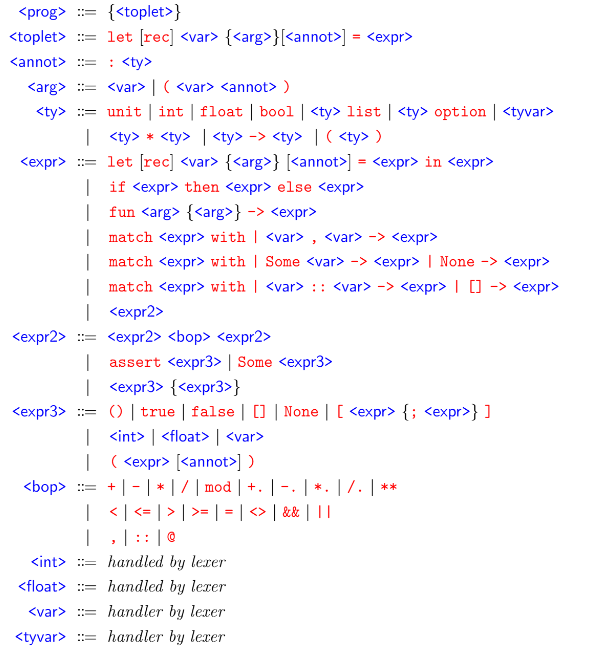 <prog> ::= {<toplet>}
<toplet> ::= let [rec] <var> {<arg>}[<annot>] = <expr>
<annot> ::= : <ty>
<arg> ::= <var> | ( <var> <annot> )
<ty> ::= unit | int | float | bool | <ty> list | <ty> option | <tyvar>
| <ty> * <ty> | <ty> -> <ty> | ( <ty> )
<expr> ::= let [rec] <var> {<arg>} [<annot>] = <expr> in <expr>
| if <expr> then <expr> else <expr>
| fun <arg> {<arg>} -> <expr>
| match <expr> with | <var> , <var> -> <expr>
| match <expr> with | Some <var> -> <expr> | None -> <expr>
| match <expr> with | <var> :: <var> -> <expr> | [] -> <expr>
| <expr2>
<expr2> ::= <expr2> <bop> <expr2>
| assert <expr3> | Some <expr3>
| <expr3> {<expr3>}
<expr3> ::= () | true | false | [] | None | [ <expr> {; <expr>} ]
| <int> | <float> | <var>
| ( <expr> [<annot>] )
<bop> ::= + | - | * | / | mod | +. | -. | *. | /. | **
| < | <= | > | >= | = | <> | && | ||
| , | :: | @
<int> ::= handled by lexer
<float> ::= handled by lexer
<var> ::= handler by lexer
<tyvar> ::= handler by lexer